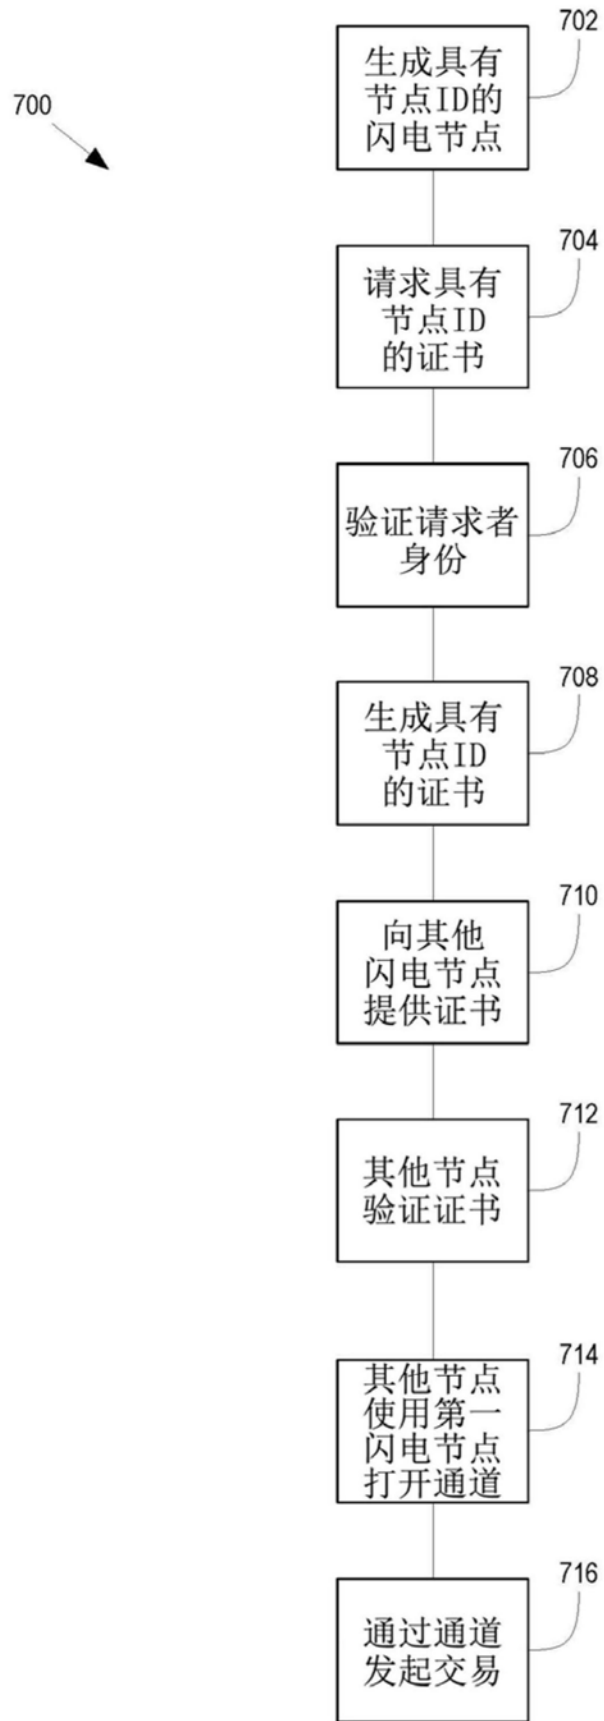 702
700
生成具有
节点ID的
闪电节点
704
请求具有
节点ID
的证书
706
验证请求者
身份
708
生成具有
节点ID
的证书
710
向其他
闪电节点
提供证书
712
其他节点
验证证书
714
其他节点
使用第一
闪电节点
打开通道
716
通过通道
发起交易